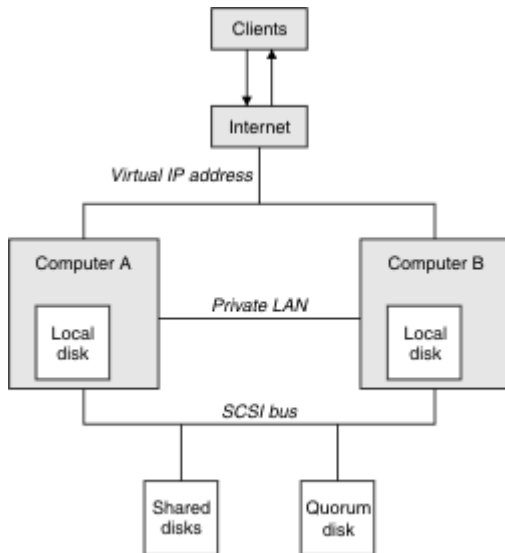 Clients
Internet
Virtual IP address
Computer A
Computer B
Private LAN
Local
disk
Local
disk
SCSI bus
Shared
disks
Quorum
disk